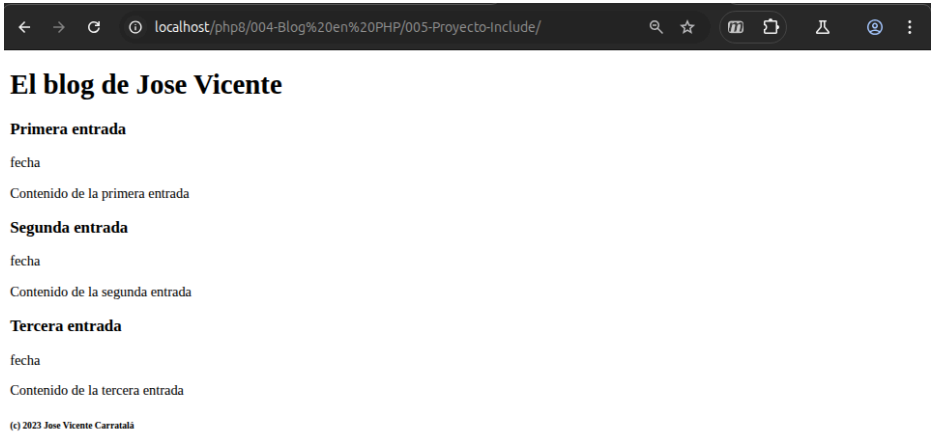 localhost/php8/004-Blog%20en%20PHP/005-Proyecto-Include/
El blog de Jose Vicente
Primera entrada
fecha
Contenido de la primera entrada
Segunda entrada
fecha
Contenido de la segunda entrada
Tercera entrada
fecha
Contenido de la tercera entrada
(c) 2023 Jose Vicente Carratalá